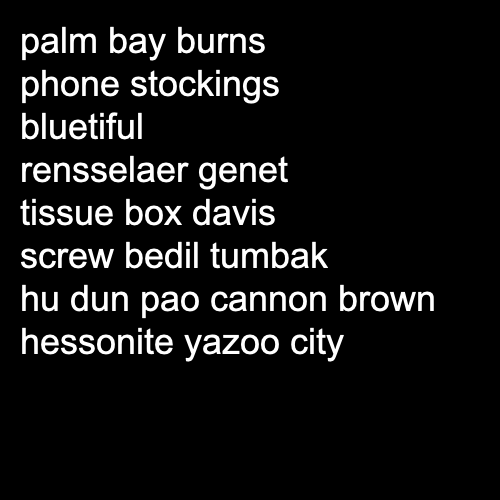 palm bay burns
phone stockings
bluetiful
rensselaer genet
tissue box davis
screw bedil tumbak
hu dun pao cannon brown
hessonite yazoo city